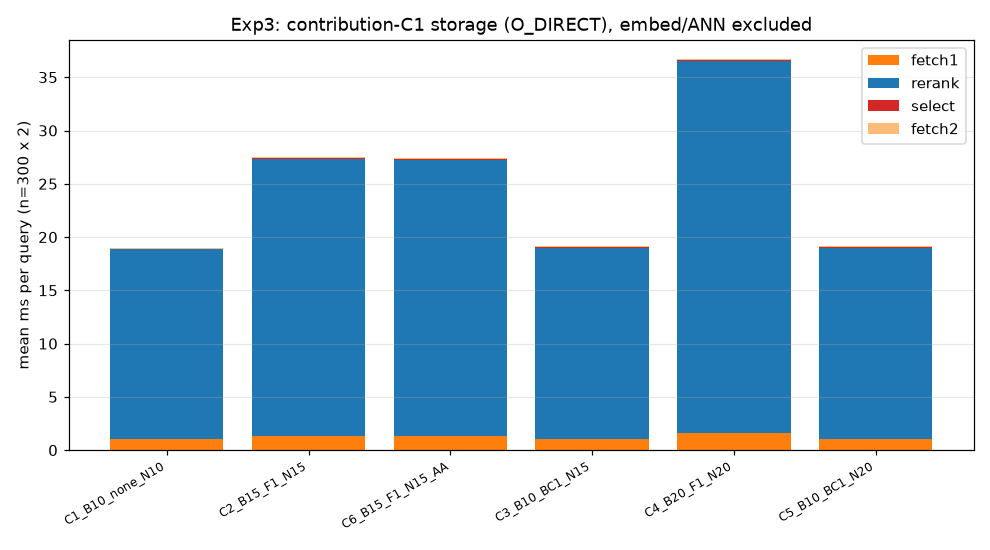 Exp3: contribution-C1 storage (O_DIRECT), embed/ANN excluded
mean ms per query (n=300 x 2)
35
30
25
20
15
10
5
0
fetch1
rerank
select
fetch2
C1_B10_none_N10
C2_B15_F1_N15
C6_B15_F1_N15_AA
C3_B10_BC1_N15
C4_B20_F1_N20
C5_B10_BC1_N20